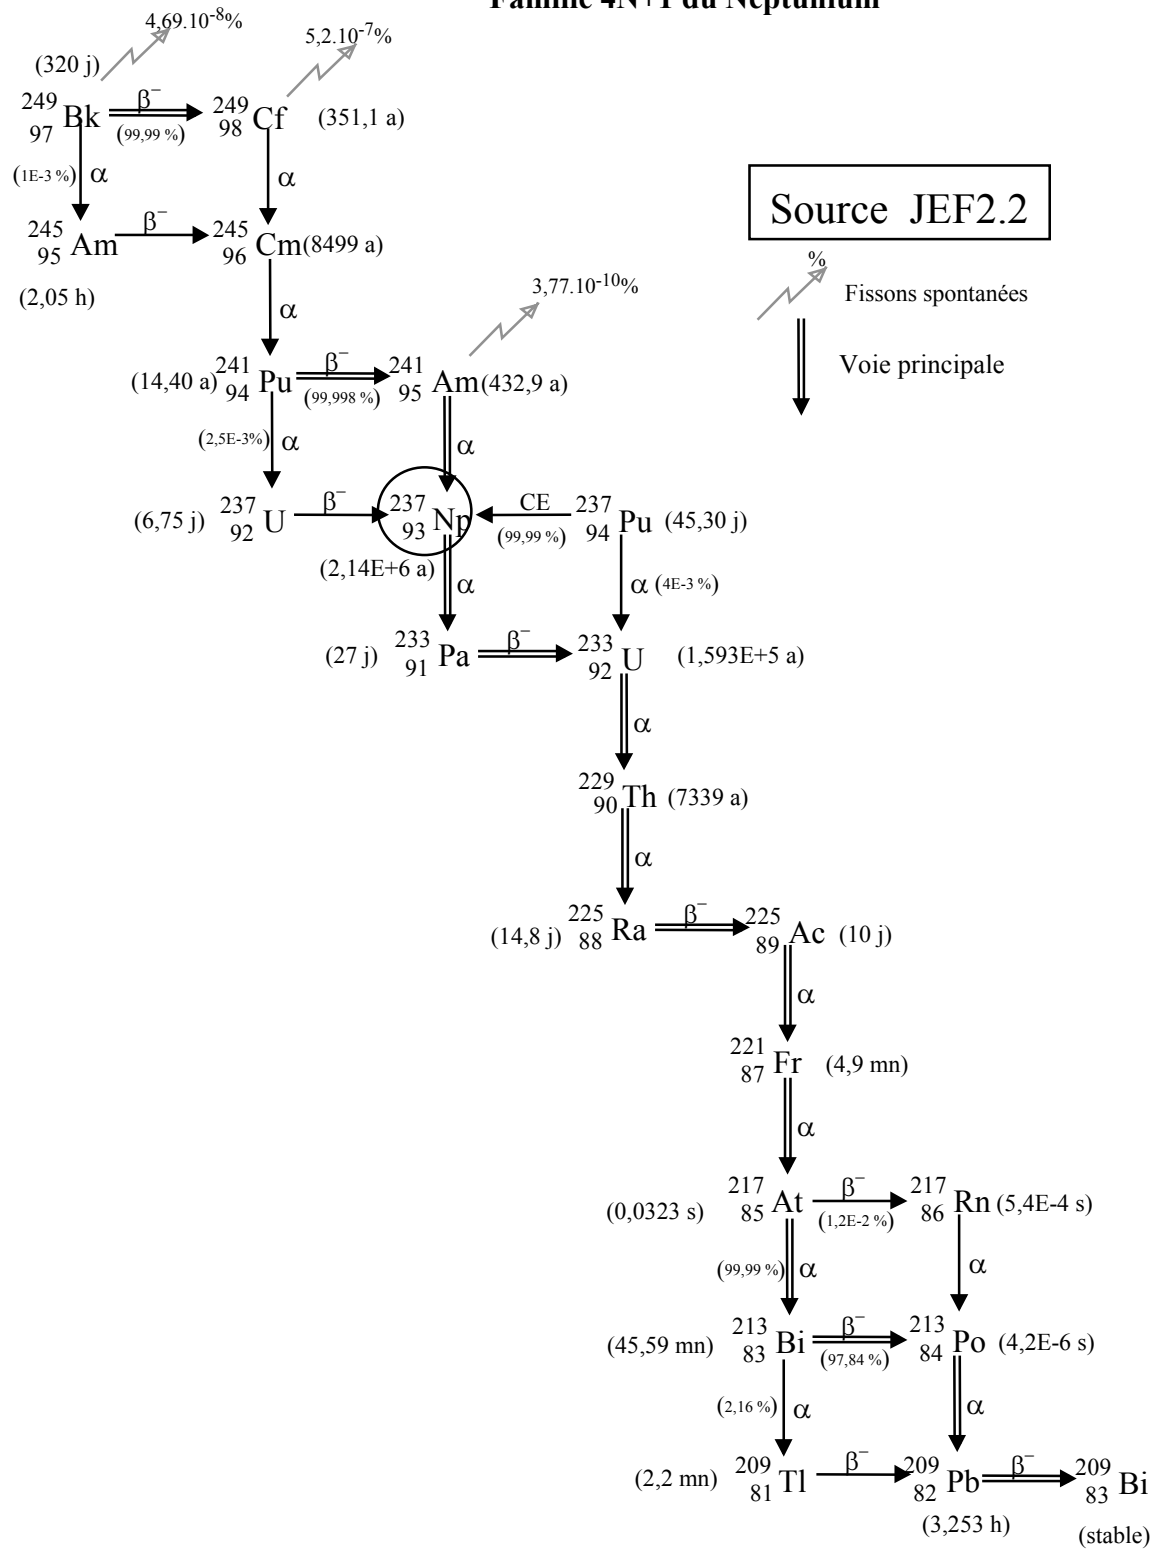 4,69.10-8%
5,2.10-7%
(320 j)
249 97 Bk β− (99,99 %) 249 98 Cf (351,1 a)
(1E-3 %) α α
Source JEF2.2
245 95 Am β− 245 96 Cm (8499 a)
(2,05 h)
%
Fissons spontanées
3,77.10-10%
α
Voie principale
(14,40 a) 241 94 Pu β− (99,998 %) 241 95 Am (432,9 a)
(2,5E-3%) α α
(6,75 j) 237 92 U β− 237 93 Np CE (99,99 %) 237 94 Pu (45,30 j)
(2,14E+6 a) α α (4E-3 %)
(27 j) 233 91 Pa β− 233 92 U (1,593E+5 a)
α
229 90 Th (7339 a)
α
(14,8 j) 225 88 Ra β− 225 89 Ac (10 j)
α
221 87 Fr (4,9 mn)
α
(0,0323 s) 217 85 At β− (1,2E-2 %) 217 86 Rn (5,4E-4 s)
(99,99 %) α α
(45,59 mn) 213 83 Bi β− (97,84 %) 213 84 Po (4,2E-6 s)
(2,16 %) α α
(2,2 mn) 209 81 Tl β− 209 82 Pb β− 209 83 Bi
(3,253 h)
(stable)